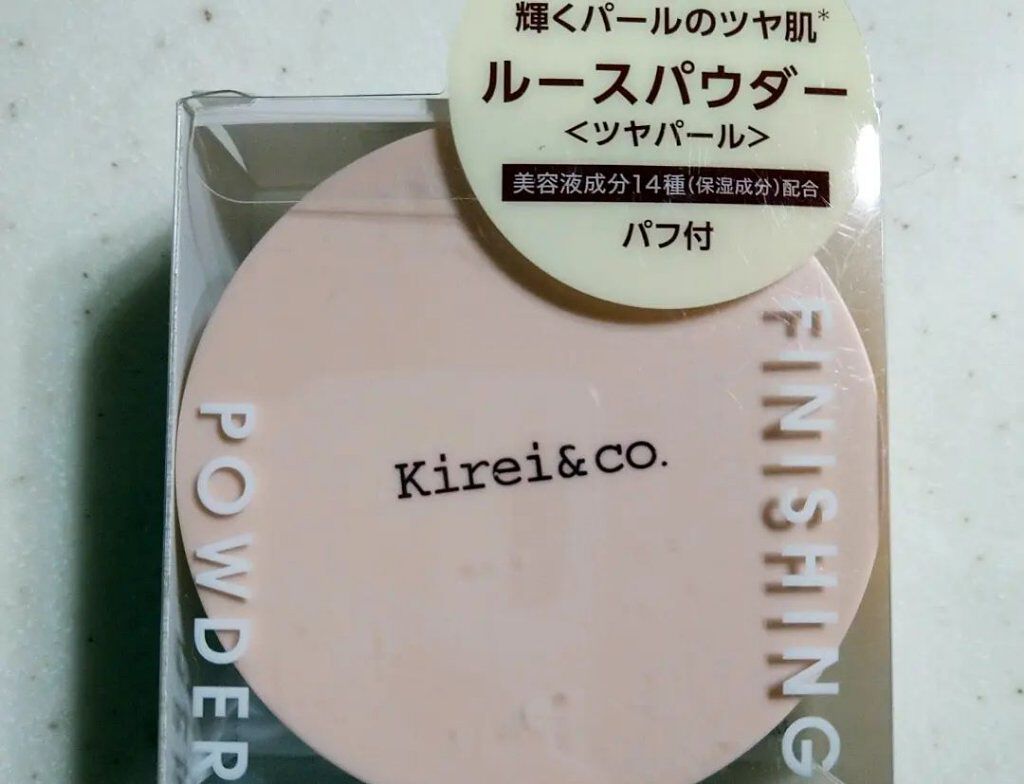 輝くパールのツヤ肌*
ルースパウダー
<ツヤパール>
美容液成分14種(保湿成分)配合
パフ付
FINISHING
POWDER
Kirei&co.